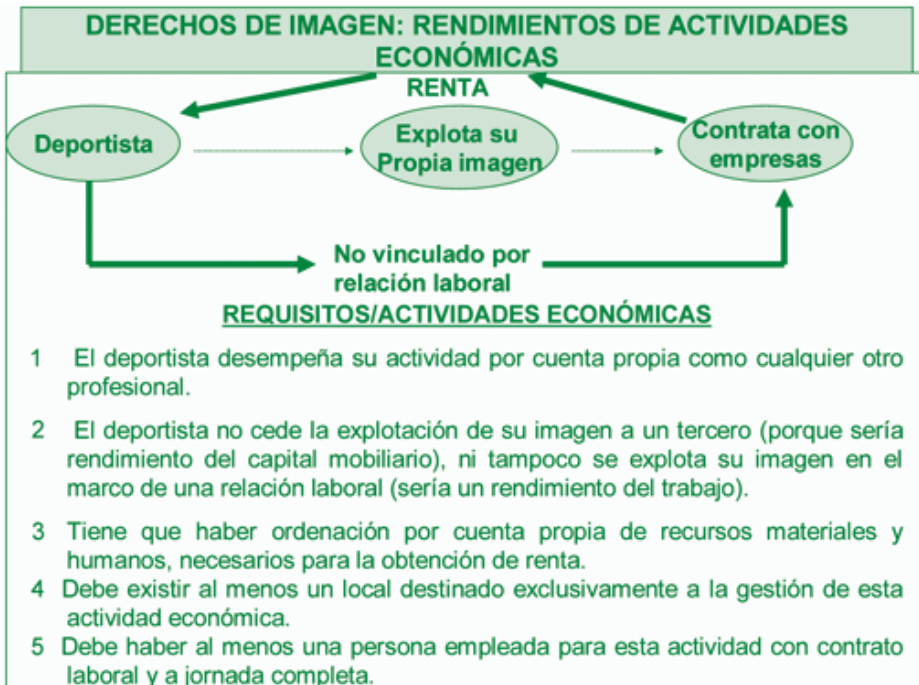 DERECHOS DE IMAGEN: RENDIMIENTOS DE ACTIVIDADES
ECONÓMICAS
RENTA
Deportista
Explota su
Propia imagen
Contrata con
empresas
No vinculado por
relación laboral
REQUISITOS/ACTIVIDADES ECONÓMICAS
1 El deportista desempeña su actividad por cuenta propia como cualquier otro
profesional.
2 El deportista no cede la explotación de su imagen a un tercero (porque sería
rendimiento del capital mobiliario), ni tampoco se explota su imagen en el
marco de una relación laboral (sería un rendimiento del trabajo).
3 Tiene que haber ordenación por cuenta propia de recursos materiales y
humanos, necesarios para la obtención de renta.
4 Debe existir al menos un local destinado exclusivamente a la gestión de esta
actividad económica.
5 Debe haber al menos una persona empleada para esta actividad con contrato
laboral y a jornada completa.